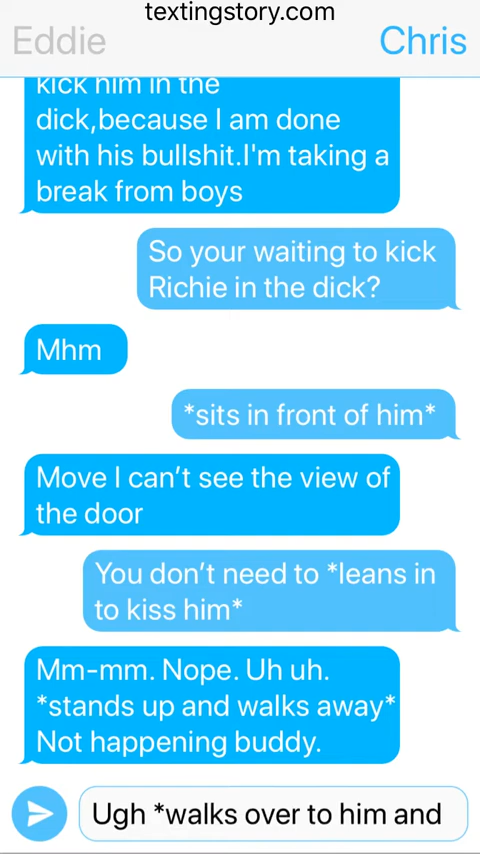 textingstory.com
Eddie
Chris
kick him in the
dick,because I am done
with his bullshit.I'm taking a
break from boys
So your waiting to kick
Richie in the dick?
Mhm
*sits in front of him*
Move I can’t see the view of
the door
You don’t need to *leans in
to kiss him*
Mm-mm. Nope. Uh uh.
*stands up and walks away*
Not happening buddy.
Ugh *walks over to him and